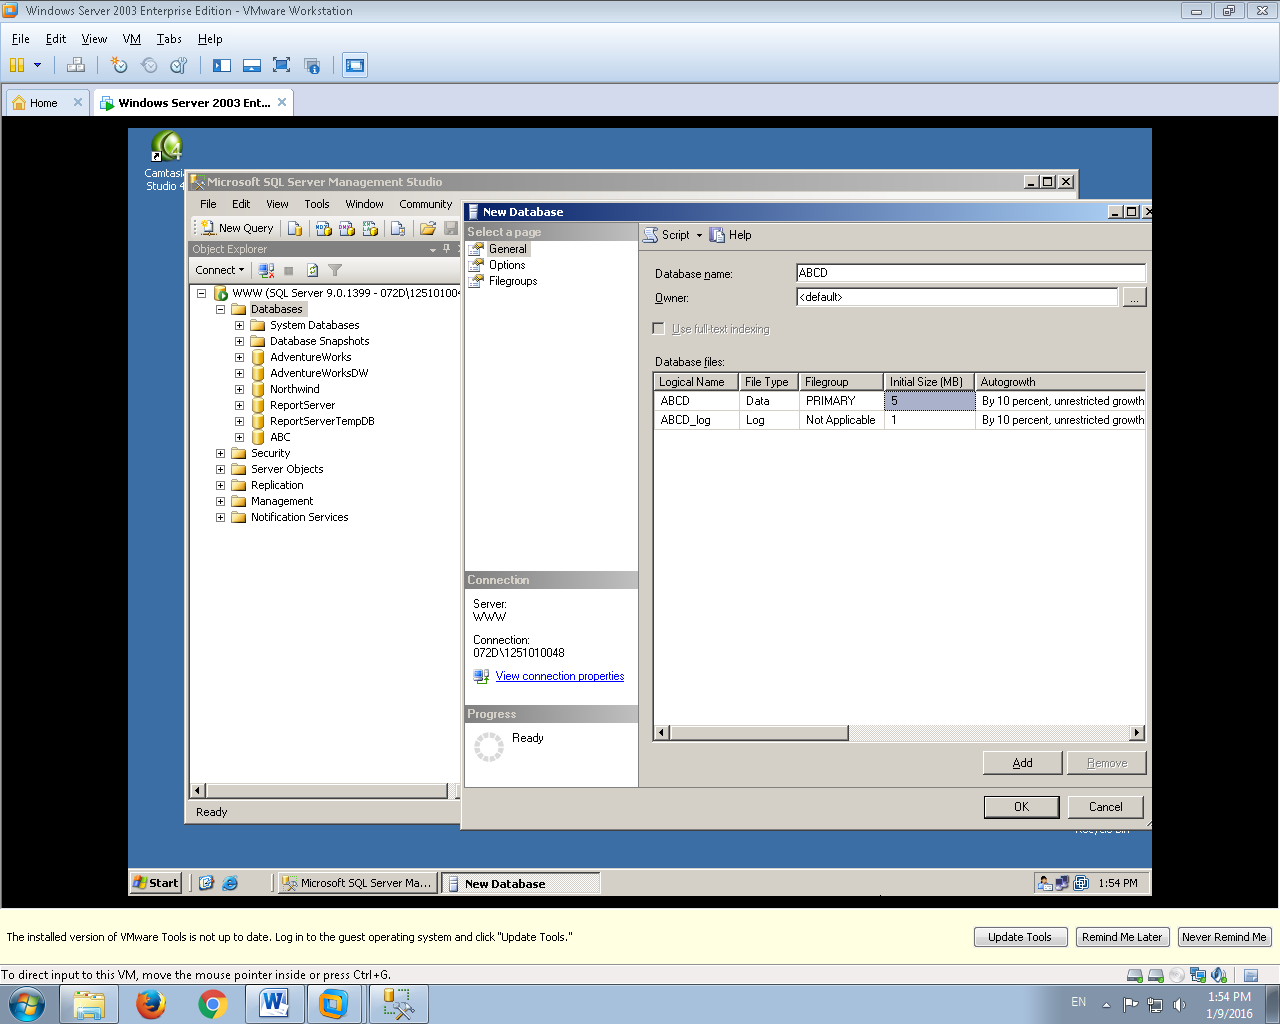 Windows Server 2003 Enterprise Edition - VMware Workstation
File Edit View VM Tabs Help
Home
Windows Server 2003 Ent...
Camtasi
Studio 4
Microsoft SQL Server Management Studio
File Edit View Tools Window Community
New Query
Object Explorer
Connect
WWW (SQL Server 9.0.1399 - 072D\125101004
Databases
System Databases
Database Snapshots
AdventureWorks
AdventureWorksDW
Northwind
ReportServer
ReportServerTempDB
ABC
Security
Server Objects
Replication
Management
Notification Services
Ready
New Database
Select a page
General
Options
Filegroups
Connection
Server:
WWW
Connection:
072D\1251010048
View connection properties
Progress
Ready
Script Help
Database name: ABCD
Owner: <default> ...
Use full-text indexing
Database files:
Logical Name File Type Filegroup Initial Size (MB) Autogrowth
ABCD Data PRIMARY 5 By 10 percent, unrestricted growth
ABCD_log Log Not Applicable 1 By 10 percent, unrestricted growth
Add Remove
OK Cancel
Recycle Bin
Start Microsoft SQL Server Ma... New Database 1:54 PM
The installed version of VMware Tools is not up to date. Log in to the guest operating system and click "Update Tools."
Update Tools Remind Me Later Never Remind Me
To direct input to this VM, move the mouse pointer inside or press Ctrl+G.
EN 1:54 PM
1/9/2016